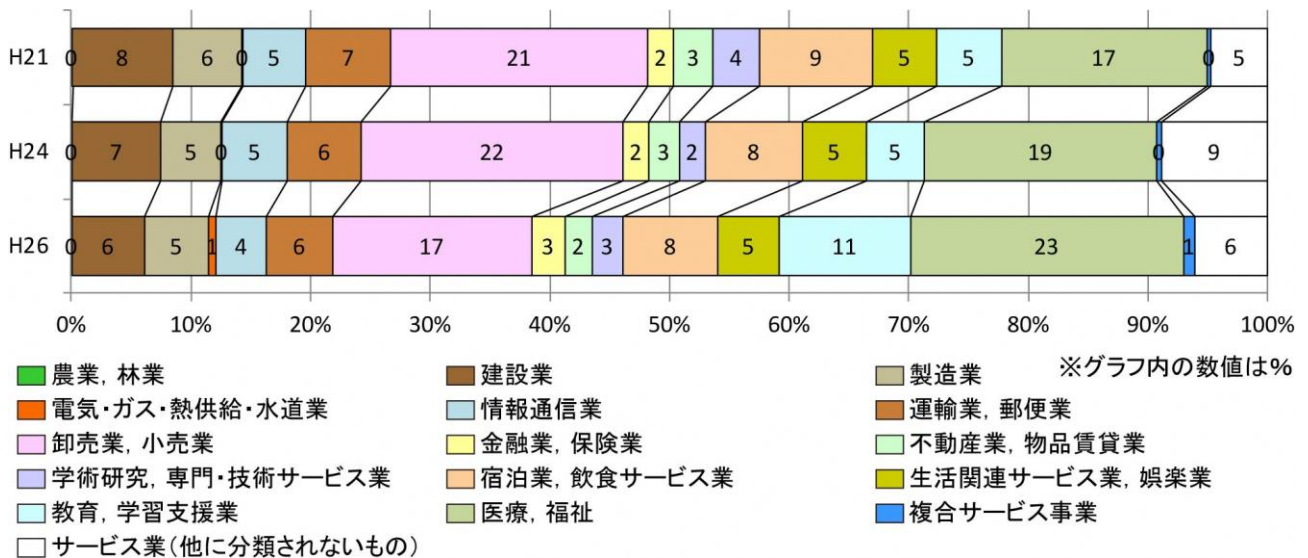 H21 0 8 6 0 5 7 21 2 3 4 9 5 5 17 0 5
H24 0 7 5 0 5 6 22 2 3 2 8 5 5 19 0 9
H26 0 6 5 1 4 6 17 3 2 3 8 5 11 23 1 6
0% 10% 20% 30% 40% 50% 60% 70% 80% 90% 100%
※グラフ内の数値は%
農業, 林業 建設業 製造業
電気・ガス・熱供給・水道業 情報通信業 運輸業, 郵便業
卸売業, 小売業 金融業, 保険業 不動産業, 物品賃貸業
学術研究, 専門・技術サービス業 宿泊業, 飲食サービス業 生活関連サービス業, 娯楽業
教育, 学習支援業 医療, 福祉 複合サービス事業
サービス業(他に分類されないもの)